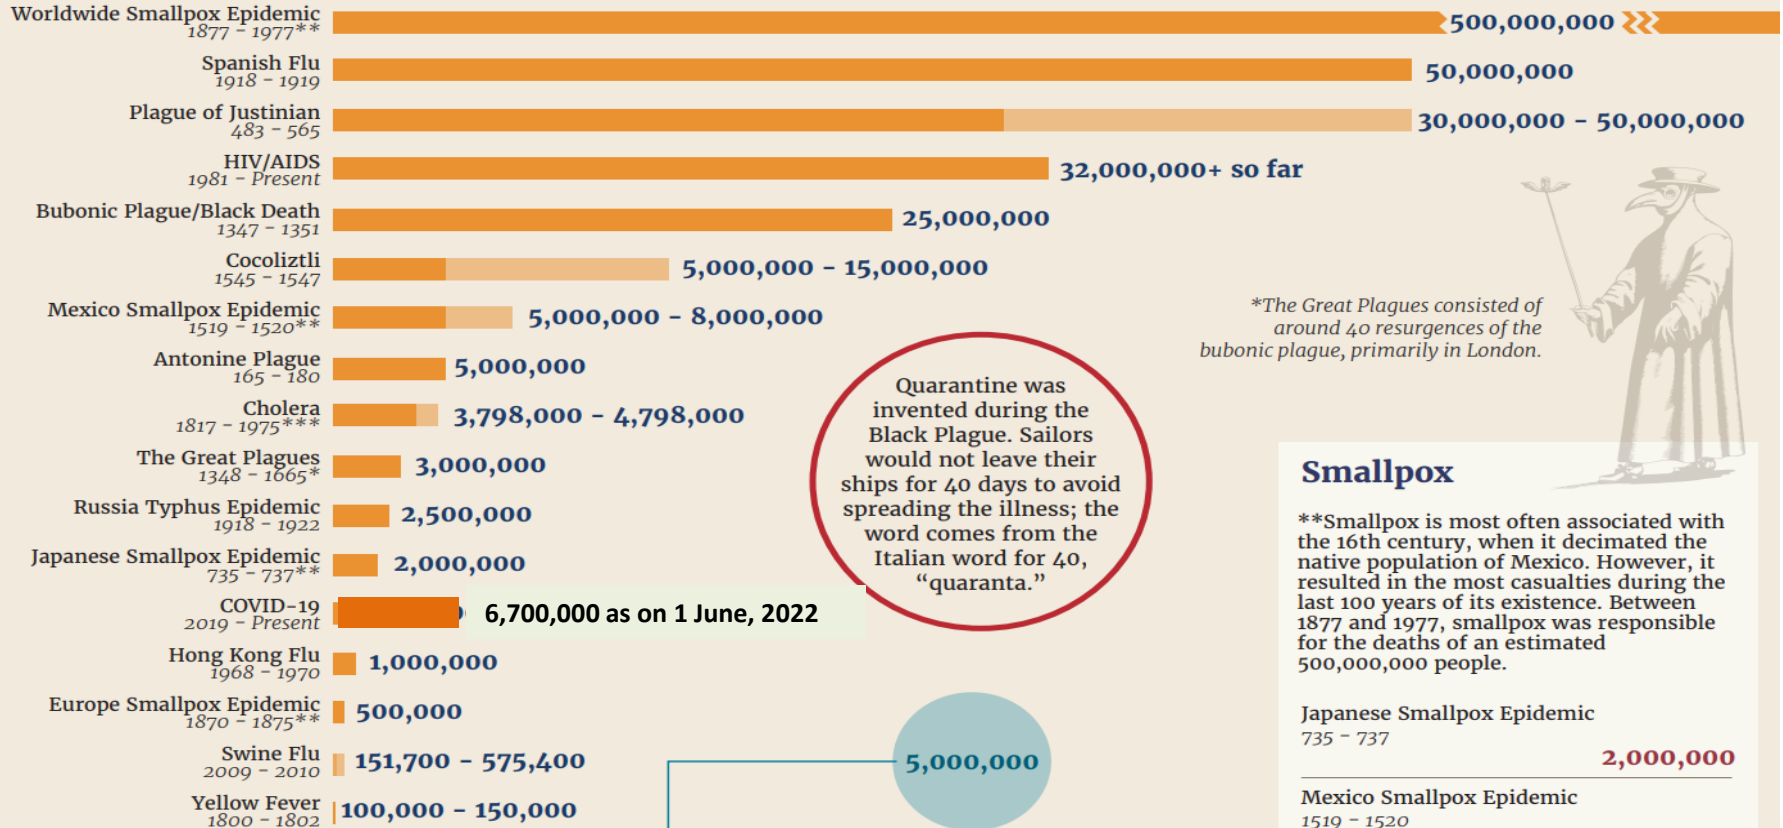 Worldwide Smallpox Epidemic
1877 – 1977**
500,000,000
Spanish Flu
1918 – 1919
50,000,000
Plague of Justinian
483 – 565
30,000,000 – 50,000,000
HIV/AIDS
1981 – Present
32,000,000+ so far
Bubonic Plague/Black Death
1347 – 1351
25,000,000
Cocoliztli
1545 – 1547
5,000,000 – 15,000,000
Mexico Smallpox Epidemic
1519 – 1520**
5,000,000 – 8,000,000
Antonine Plague
165 – 180
5,000,000
Cholera
1817 – 1975***
3,798,000 – 4,798,000
The Great Plagues
1348 – 1665*
3,000,000
Russia Typhus Epidemic
1918 – 1922
2,500,000
Japanese Smallpox Epidemic
735 – 737**
2,000,000
COVID-19
2019 – Present
6,700,000 as on 1 June, 2022
Hong Kong Flu
1968 – 1970
1,000,000
Europe Smallpox Epidemic
1870 – 1875**
500,000
Swine Flu
2009 – 2010
151,700 – 575,400
Yellow Fever
1800 – 1802
100,000 – 150,000
*The Great Plagues consisted of
around 40 resurgences of the
bubonic plague, primarily in London.
Quarantine was
invented during the
Black Plague. Sailors
would not leave their
ships for 40 days to avoid
spreading the illness; the
word comes from the
Italian word for 40,
“quaranta.”
5,000,000
Smallpox
**Smallpox is most often associated with
the 16th century, when it decimated the
native population of Mexico. However, it
resulted in the most casualties during the
last 100 years of its existence. Between
1877 and 1977, smallpox was responsible
for the deaths of an estimated
500,000,000 people.
Japanese Smallpox Epidemic
735 – 737
2,000,000
Mexico Smallpox Epidemic
1519 – 1520